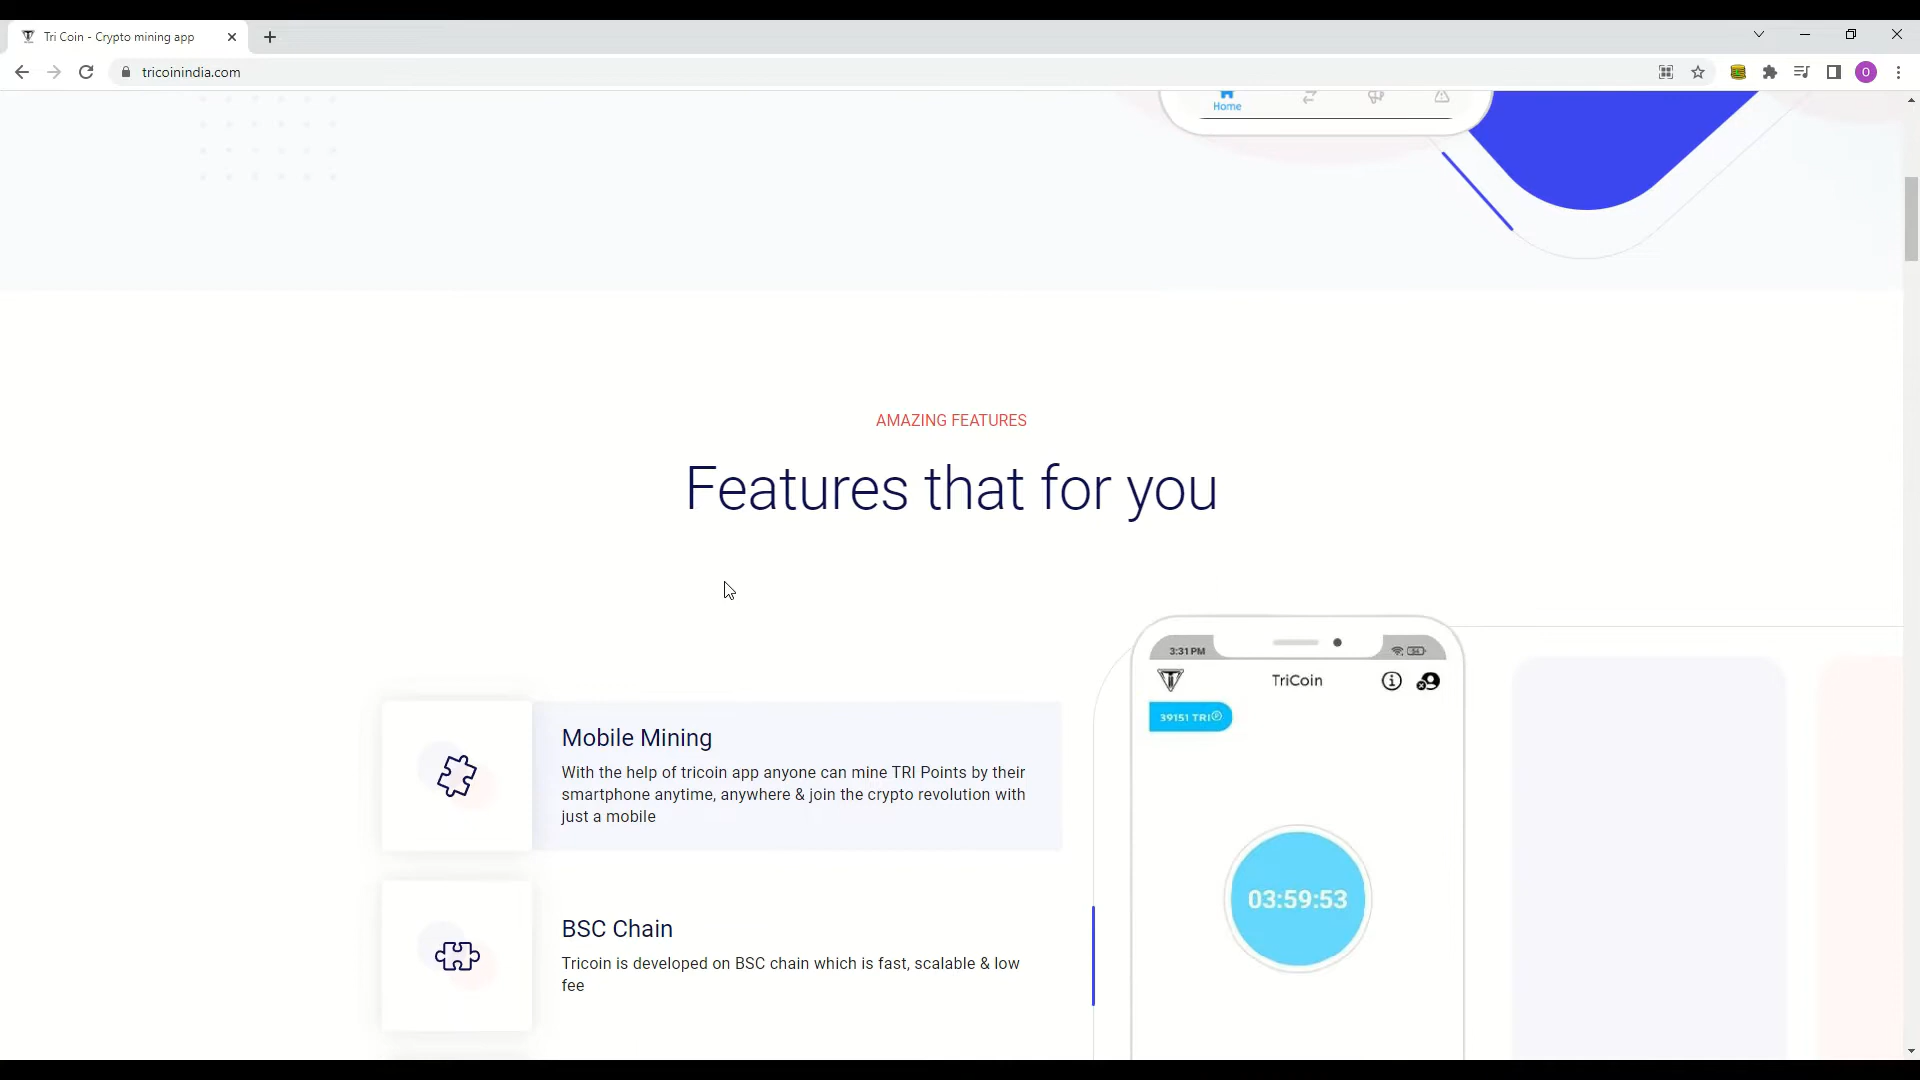 Tri Coin - Crypto mining app
tricoinindia.com
O
Home
AMAZING FEATURES
Features that for you
3:31 PM
TriCoin
39151 TRI
Mobile Mining
With the help of tricoin app anyone can mine TRI Points by their
smartphone anytime, anywhere & join the crypto revolution with
just a mobile
03:59:53
BSC Chain
Tricoin is developed on BSC chain which is fast, scalable & low
fee